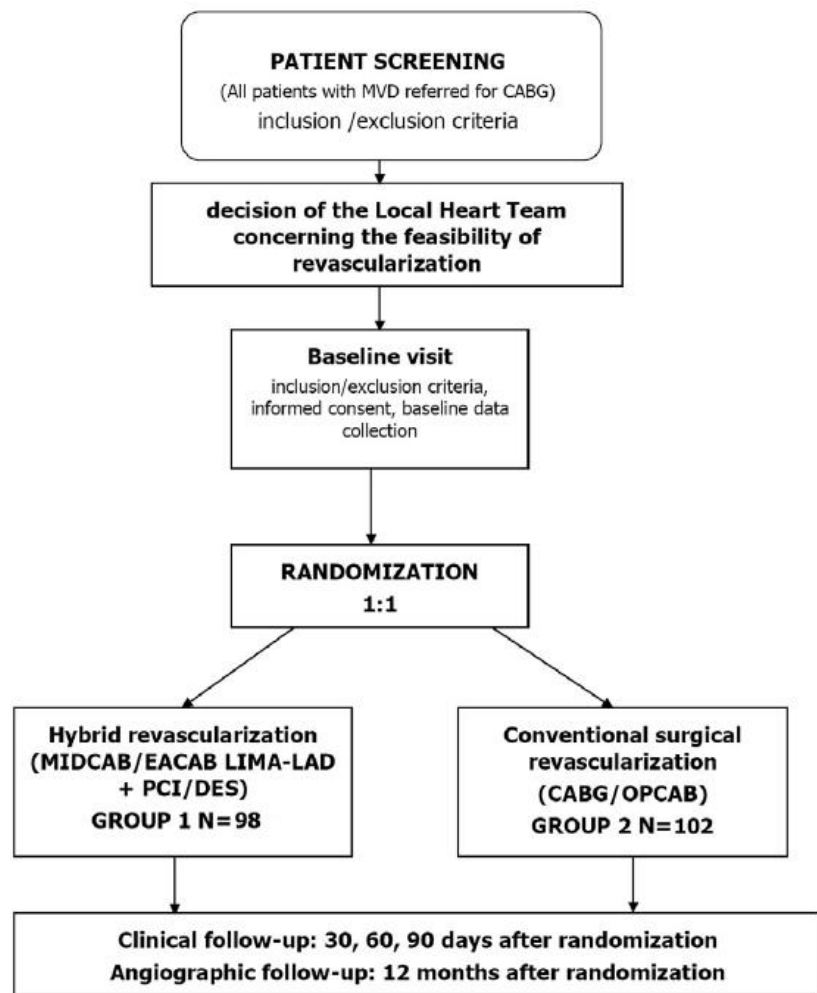 PATIENT SCREENING
(All patients with MVD referred for CABG)
inclusion /exclusion criteria
decision of the Local Heart Team
concerning the feasibility of
revascularization
Baseline visit
inclusion/exclusion criteria,
informed consent, baseline data
collection
RANDOMIZATION
1:1
Hybrid revascularization
(MIDCAB/EACAB LIMA-LAD
+ PCI/DES)
GROUP 1 N=98
Conventional surgical
revascularization
(CABG/OPCAB)
GROUP 2 N=102
Clinical follow-up: 30, 60, 90 days after randomization
Angiographic follow-up: 12 months after randomization